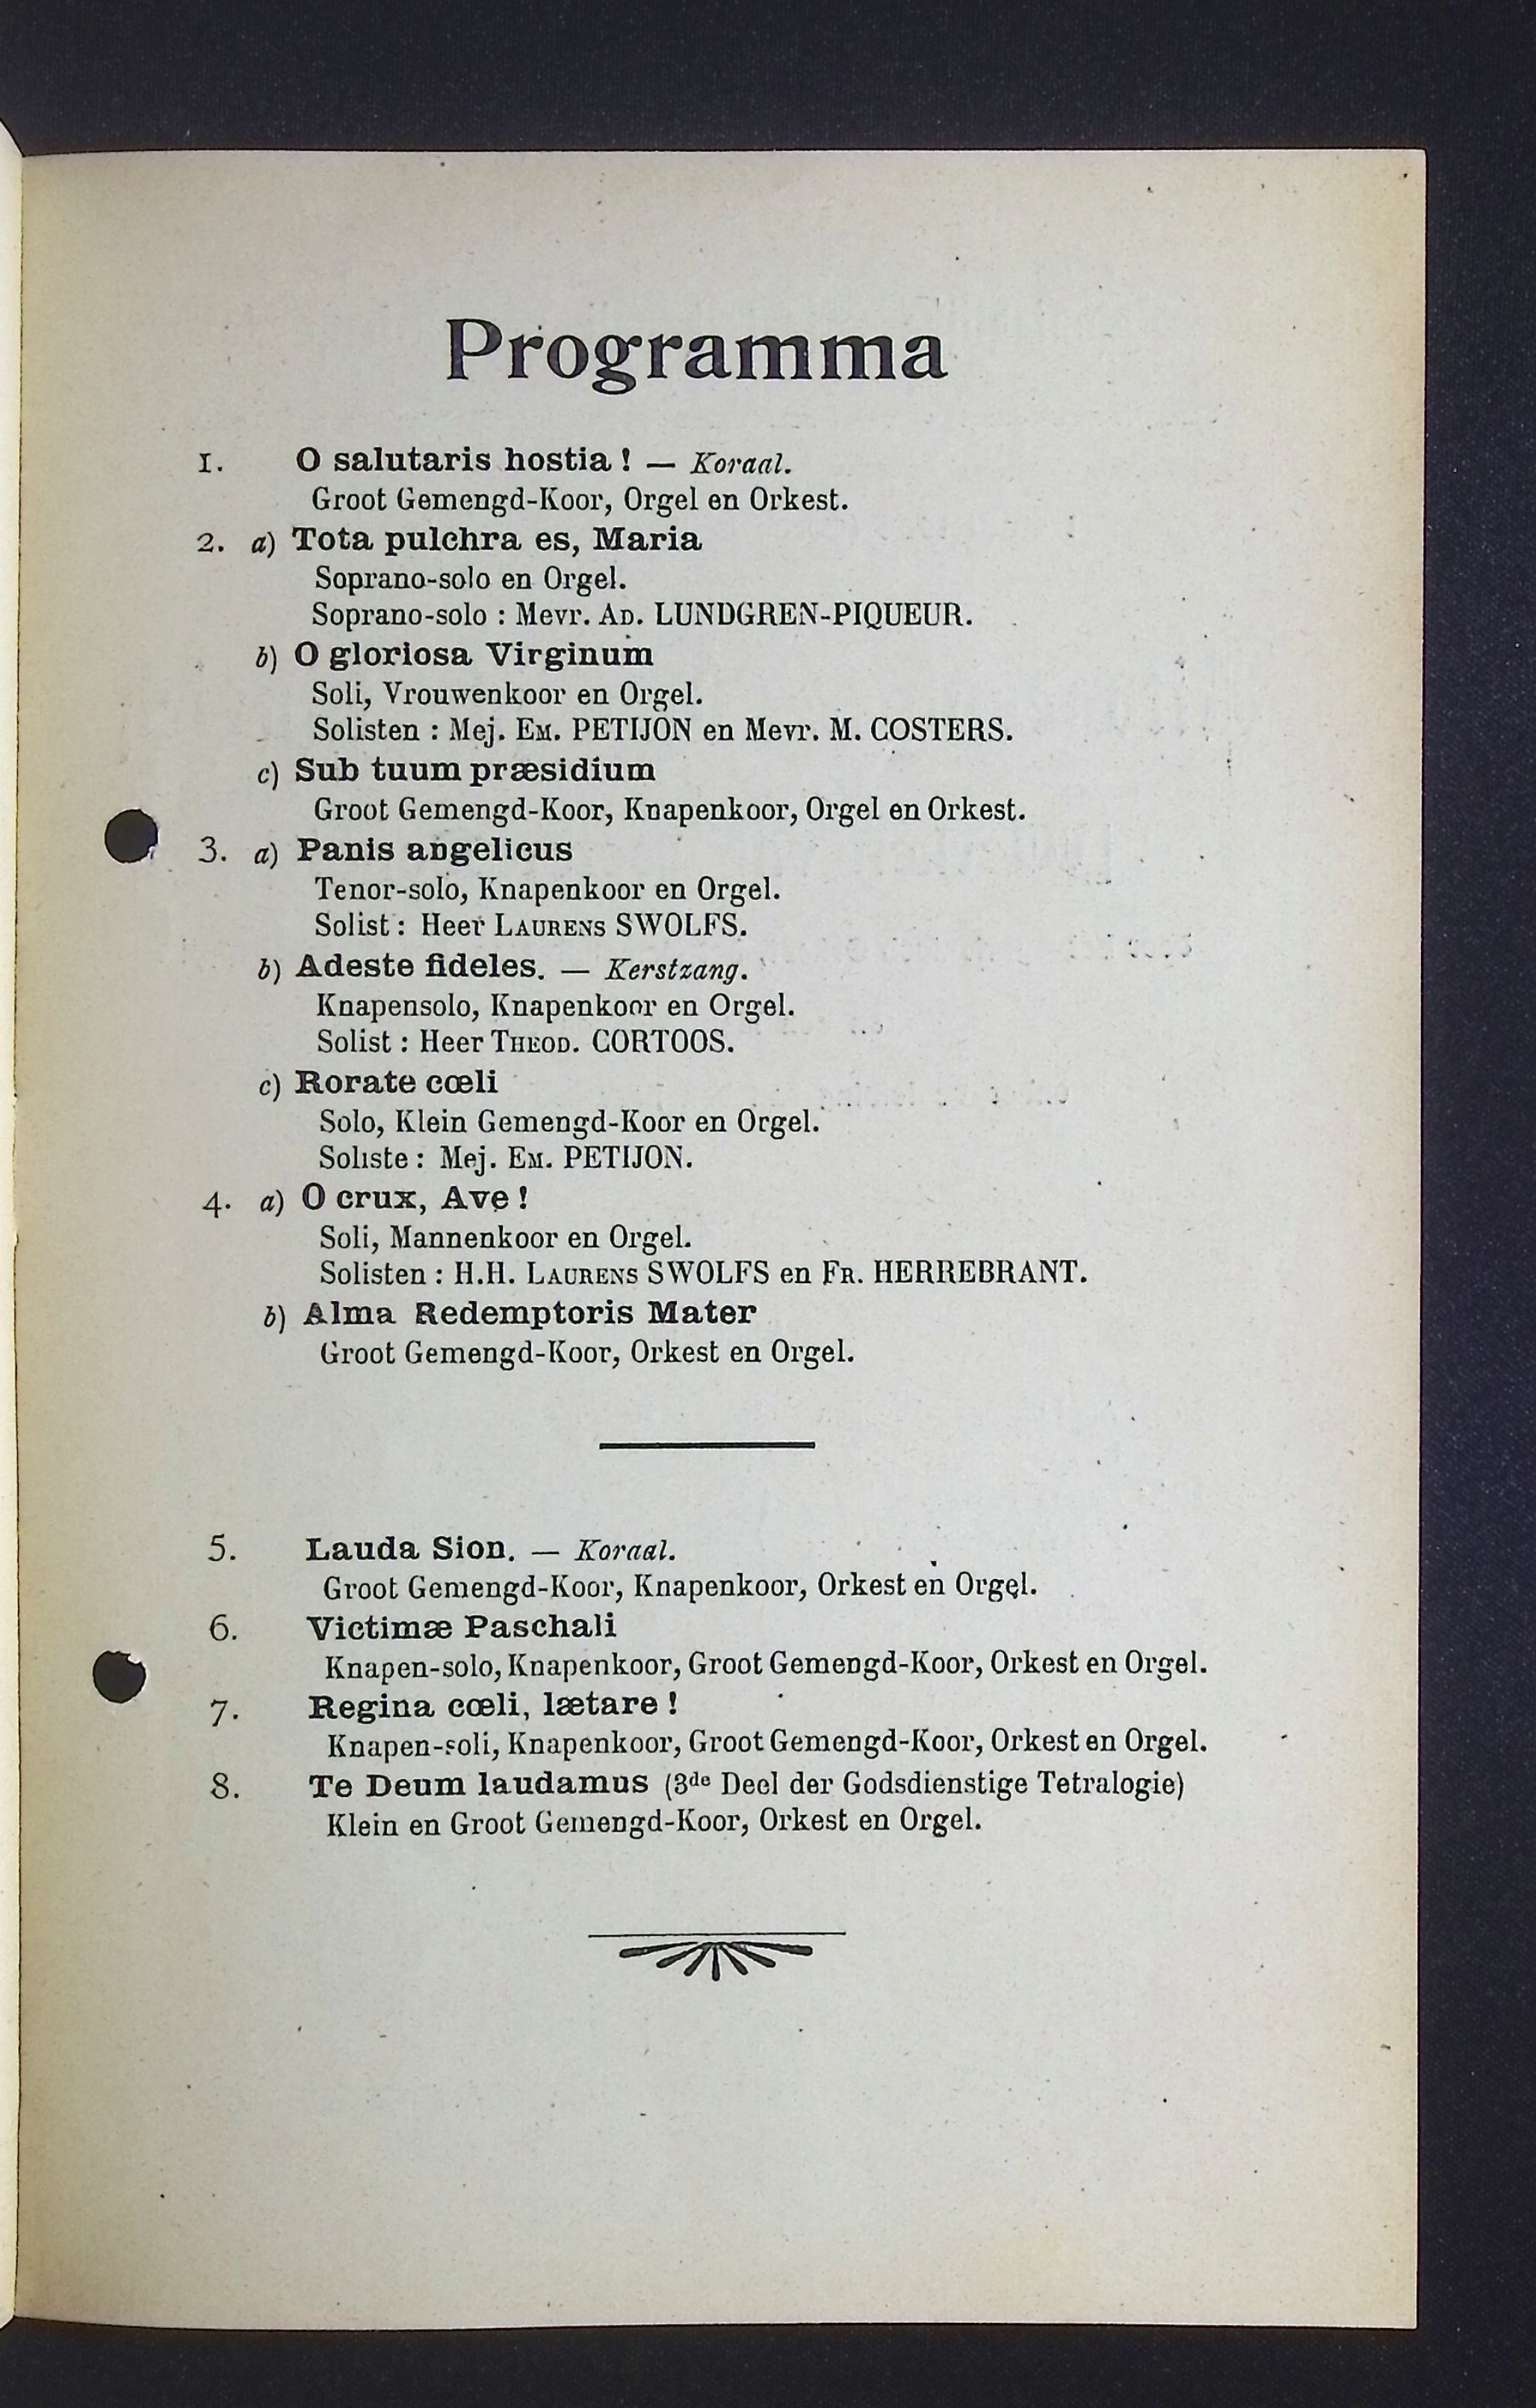 Programma
1. O salutaris hostia ! — Koraal.
Groot Gemengd-Koor, Orgel en Orkest.
2. a) Tota pulchra es, Maria
Soprano-solo en Orgel.
Soprano-solo : Mevr. AD. LUNDGREN-PIQUEUR.
b) O gloriosa Virginum
Soli, Vrouwenkoor en Orgel.
Solisten : Mej. EM. PETIJON en Mevr. M. COSTERS.
c) Sub tuum præsidium
Groot Gemengd-Koor, Knapenkoor, Orgel en Orkest.
3. a) Panis angelicus
Tenor-solo, Knapenkoor en Orgel.
Solist : Heer LAURENS SWOLFS.
b) Adeste fideles. — Kerstzang.
Knapensolo, Knapenkoor en Orgel.
Solist : Heer THEOD. CORTOOS.
c) Rorate cœli
Solo, Klein Gemengd-Koor en Orgel.
Soliste : Mej. EM. PETIJON.
4. a) O crux, Ave !
Soli, Mannenkoor en Orgel.
Solisten : H.H. LAURENS SWOLFS en FR. HERREBRANT.
b) Alma Redemptoris Mater
Groot Gemengd-Koor, Orkest en Orgel.
5. Lauda Sion. — Koraal.
Groot Gemengd-Koor, Knapenkoor, Orkest en Orgel.
6. Victimæ Paschali
Knapen-solo, Knapenkoor, Groot Gemengd-Koor, Orkest en Orgel.
7. Regina cœli, lætare !
Knapen-soli, Knapenkoor, Groot Gemengd-Koor, Orkest en Orgel.
8. Te Deum laudamus (3de Deel der Godsdienstige Tetralogie)
Klein en Groot Gemengd-Koor, Orkest en Orgel.